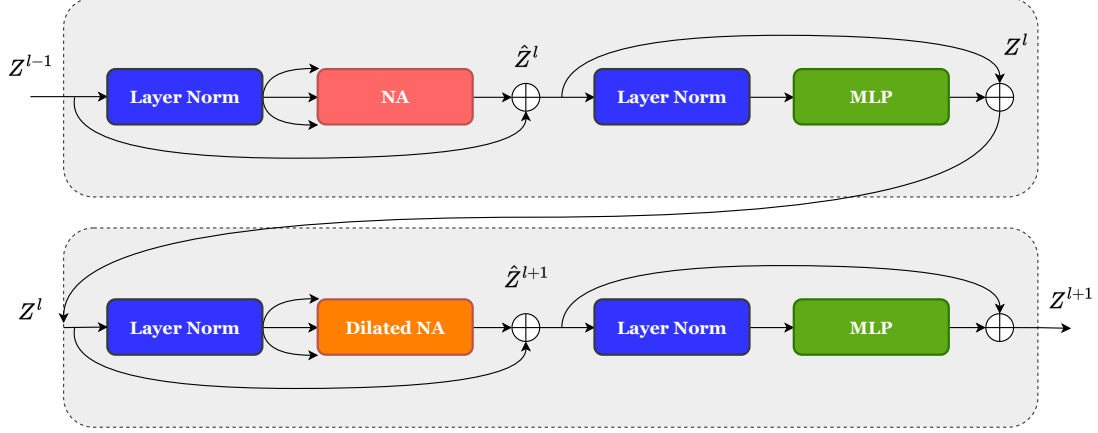 Z^{l-1}
Layer Norm
NA
Ẑ^l
Layer Norm
MLP
Z^l
Z^l
Layer Norm
Dilated NA
Ẑ^{l+1}
Layer Norm
MLP
Z^{l+1}